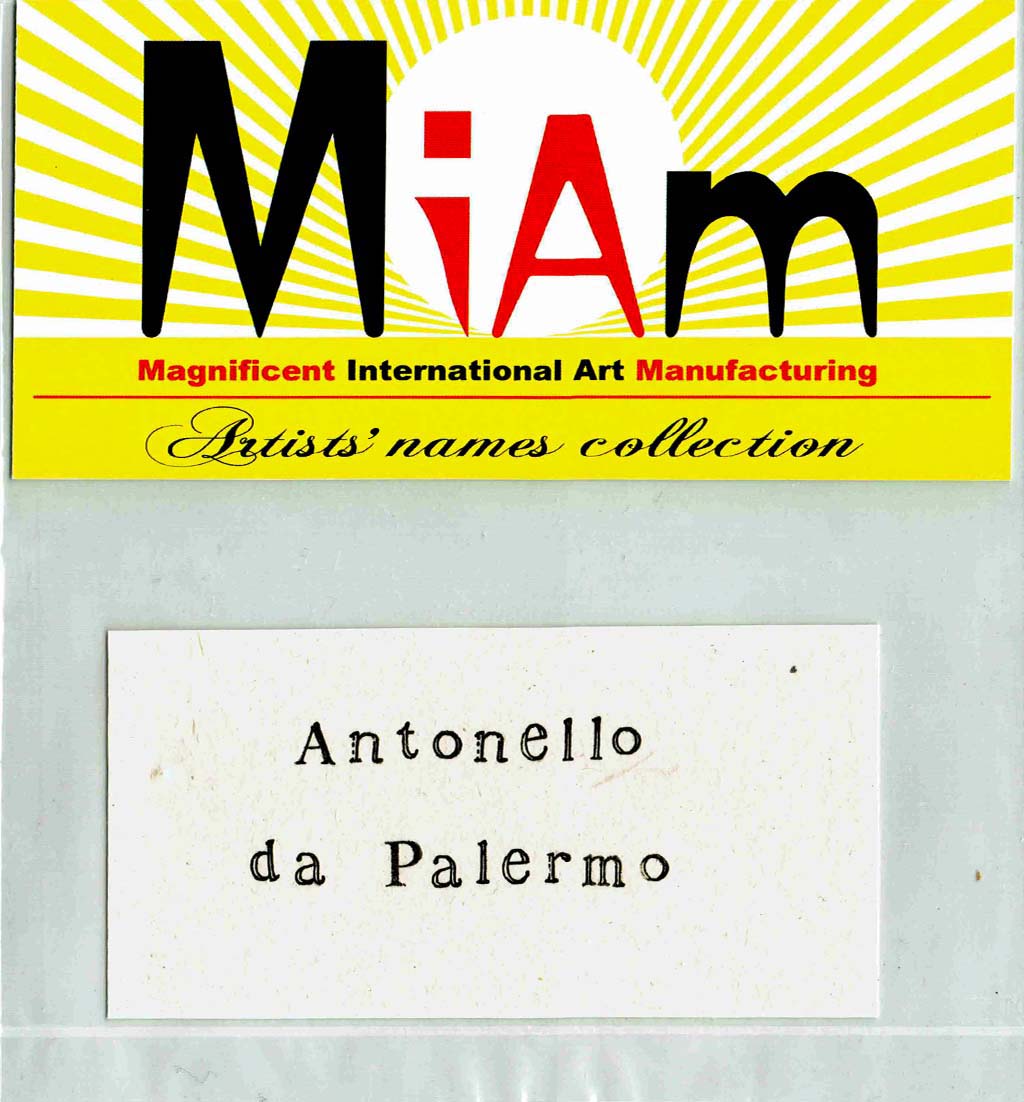 MiAm
Magnificent International Art Manufacturing
Artists' names collection
Antonello
da Palermo